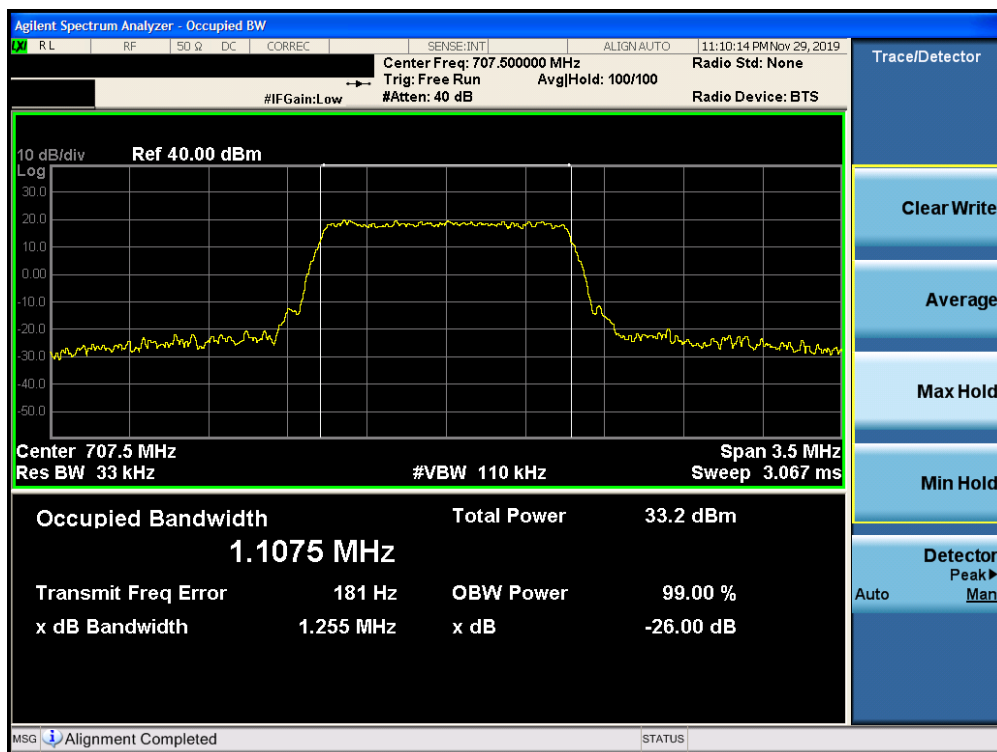 Agilent Spectrum Analyzer - Occupied BW
LXI RL RF 50 Ω DC CORREC SENSE:INT ALIGN AUTO 11:10:14 PM Nov 29, 2019
Center Freq: 707.500000 MHz Radio Std: None
Trig: Free Run Avg|Hold: 100/100
#IFGain:Low #Atten: 40 dB Radio Device: BTS
10 dB/div Ref 40.00 dBm
Log
30.0
20.0
10.0
0.00
-10.0
-20.0
-30.0
-40.0
-50.0
Center 707.5 MHz Span 3.5 MHz
Res BW 33 kHz #VBW 110 kHz Sweep 3.067 ms
Occupied Bandwidth Total Power 33.2 dBm
1.1075 MHz
Transmit Freq Error 181 Hz OBW Power 99.00 %
x dB Bandwidth 1.255 MHz x dB -26.00 dB
MSG Alignment Completed STATUS
Trace/Detector
Clear Write
Average
Max Hold
Min Hold
Detector
Peak▶
Auto Man